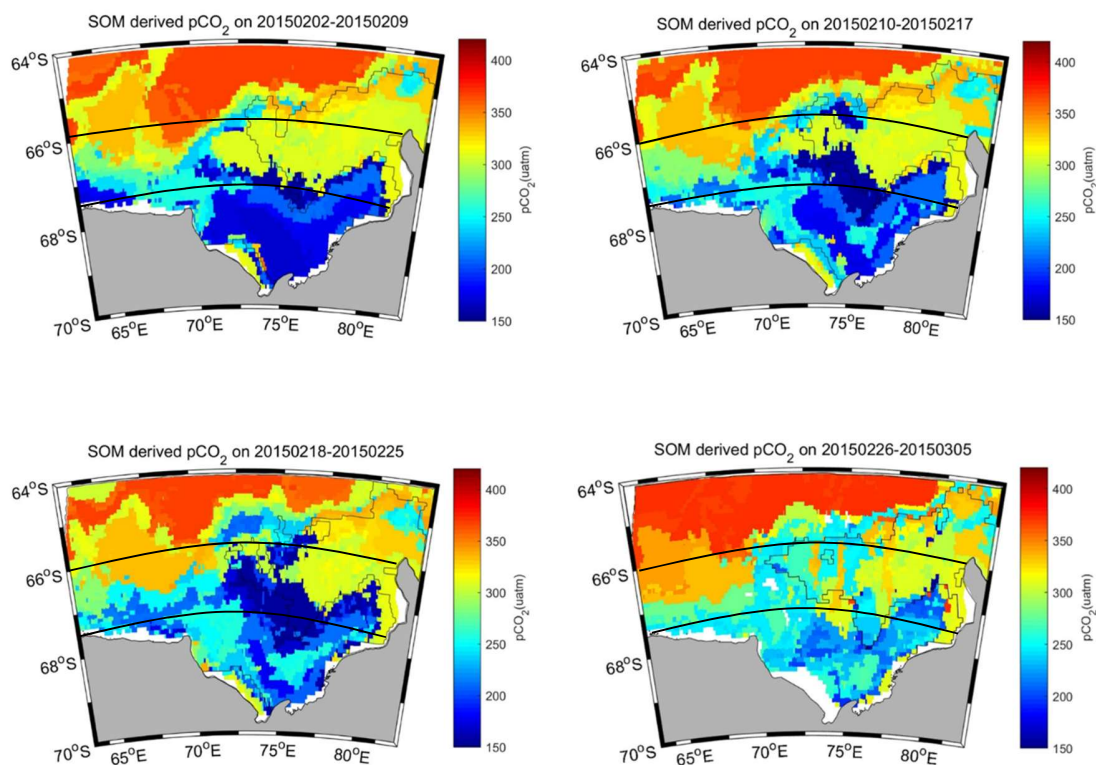 SOM derived pCO2 on 20150202-20150209
64°S
66°S
68°S
70°S
65°E
70°E
75°E
80°E
400
350
300
250
200
150
pCO2(uatm)
SOM derived pCO2 on 20150210-20150217
64°S
66°S
68°S
70°S
65°E
70°E
75°E
80°E
400
350
300
250
200
150
pCO2(uatm)
SOM derived pCO2 on 20150218-20150225
64°S
66°S
68°S
70°S
65°E
70°E
75°E
80°E
400
350
300
250
200
150
pCO2(uatm)
SOM derived pCO2 on 20150226-20150305
64°S
66°S
68°S
70°S
65°E
70°E
75°E
80°E
400
350
300
250
200
150
pCO2(uatm)